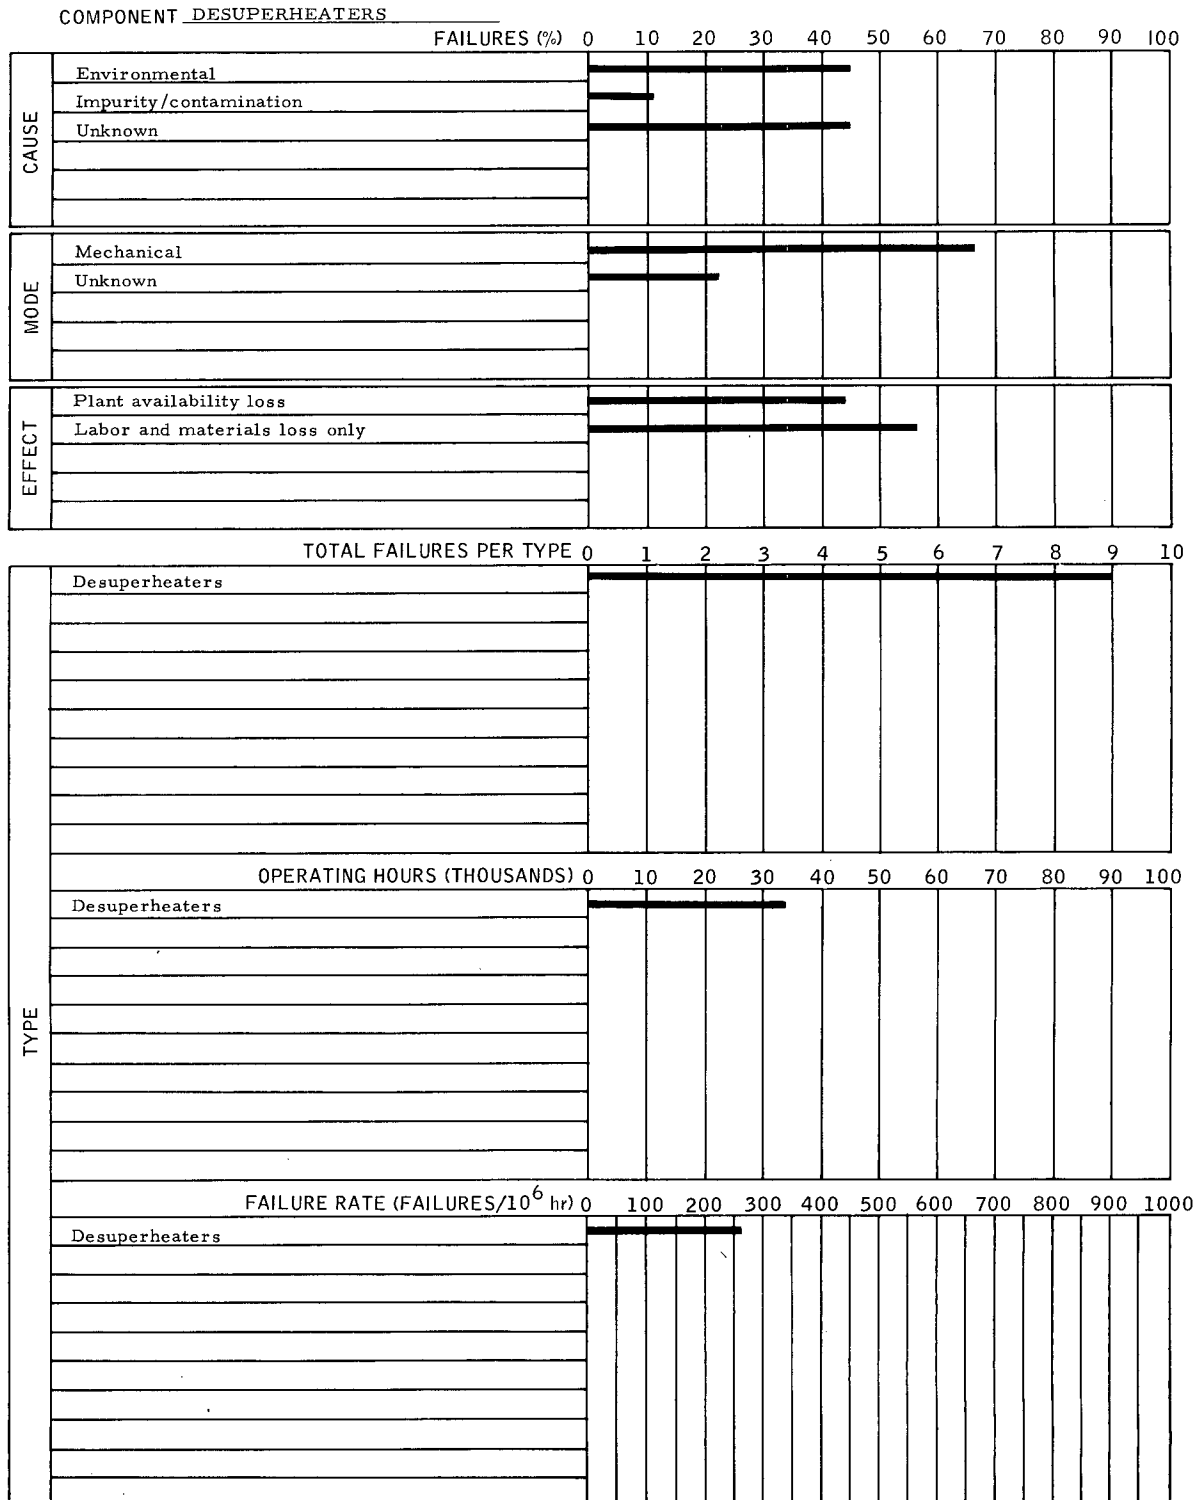 COMPONENT DESUPERHEATERS
FAILURES (%) 0 10 20 30 40 50 60 70 80 90 100
CAUSE
Environmental
Impurity/contamination
Unknown
MODE
Mechanical
Unknown
EFFECT
Plant availability loss
Labor and materials loss only
TOTAL FAILURES PER TYPE 0 1 2 3 4 5 6 7 8 9 10
TYPE
Desuperheaters
OPERATING HOURS (THOUSANDS) 0 10 20 30 40 50 60 70 80 90 100
Desuperheaters
FAILURE RATE (FAILURES/10^6 hr) 0 100 200 300 400 500 600 700 800 900 1000
Desuperheaters